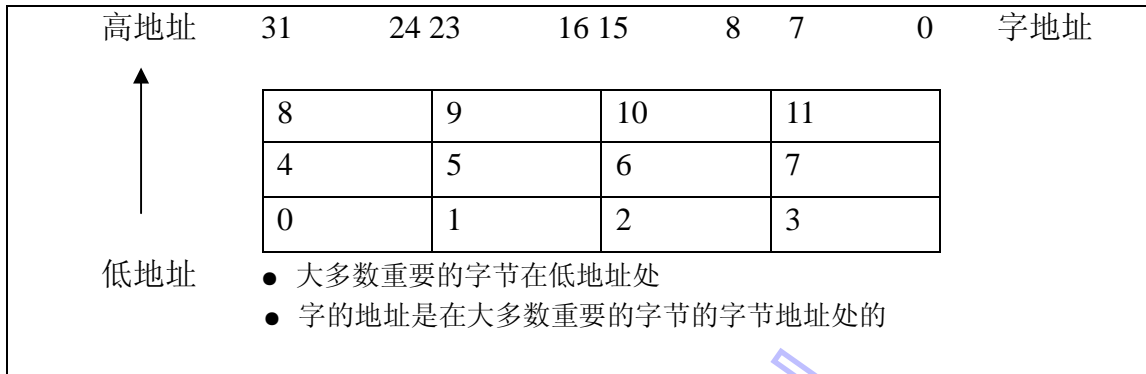 高地址 31 24 23 16 15 8 7 0 字地址
8 9 10 11
4 5 6 7
0 1 2 3
低地址
● 大多数重要的字节在低地址处
● 字的地址是在大多数重要的字节的字节地址处的